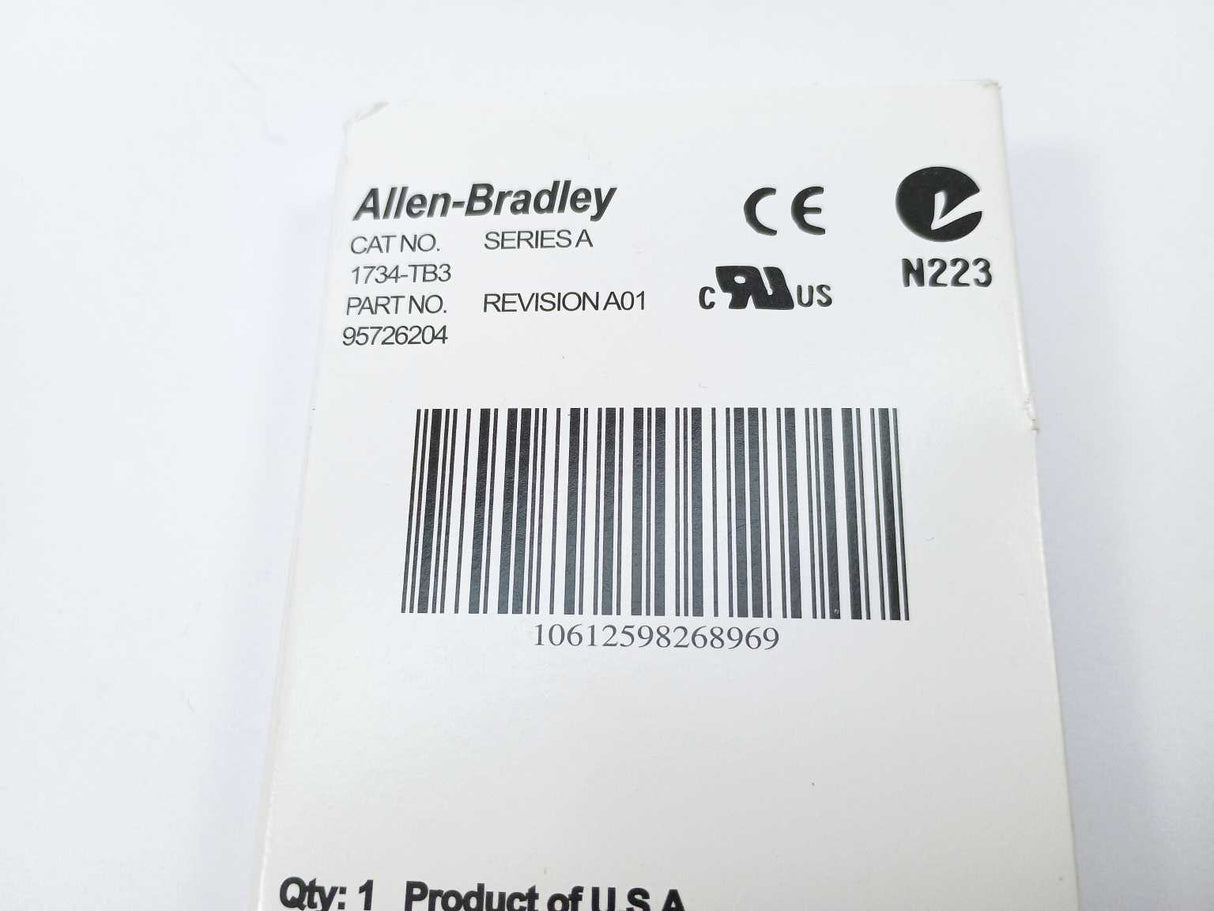 Allen-Bradley
CAT NO. SERIES A
1734-TB3
PART NO. REVISION A01
95726204
CE
c RU US
N223
10612598268969
Qty: 1 Product of U.S.A